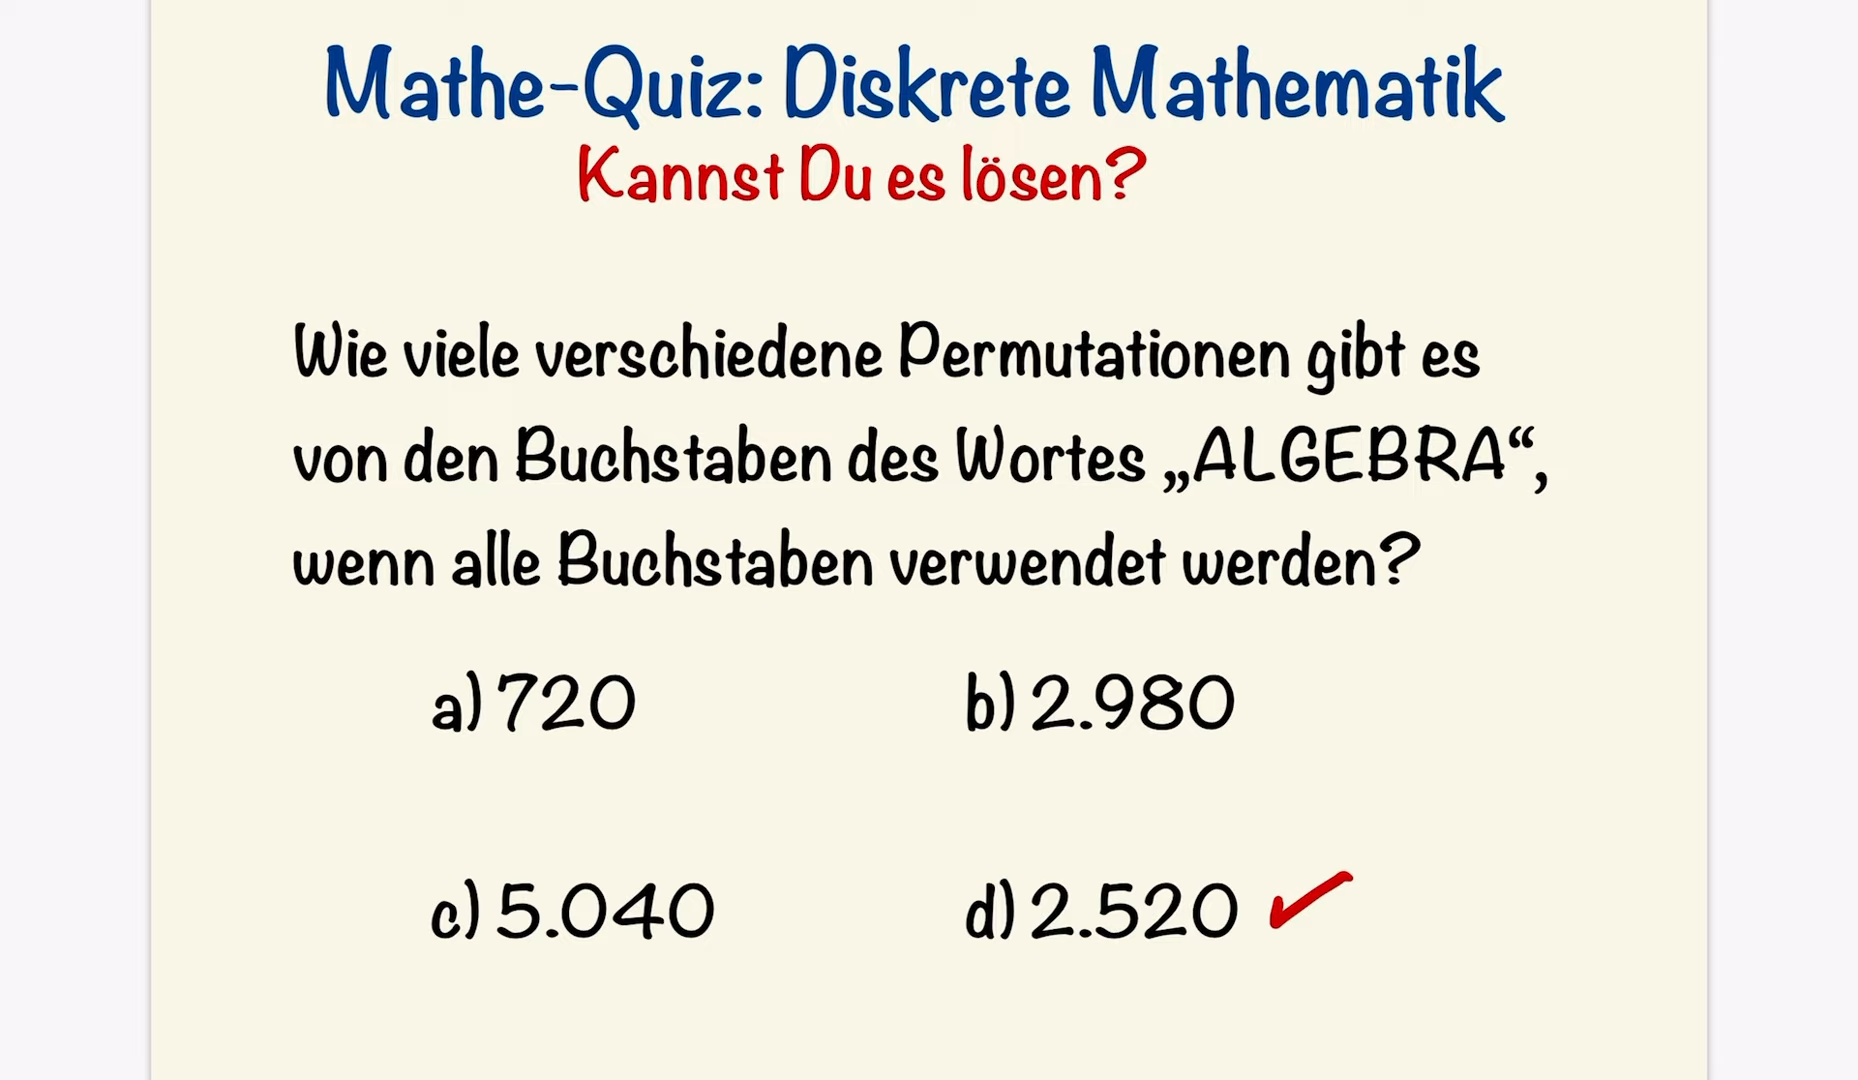 Mathe-Quiz: Diskrete Mathematik
Kannst Du es lösen?
Wie viele verschiedene Permutationen gibt es
von den Buchstaben des Wortes „ALGEBRA“,
wenn alle Buchstaben verwendet werden?
a) 720 b) 2.980
c) 5.040 d) 2.520 ✓